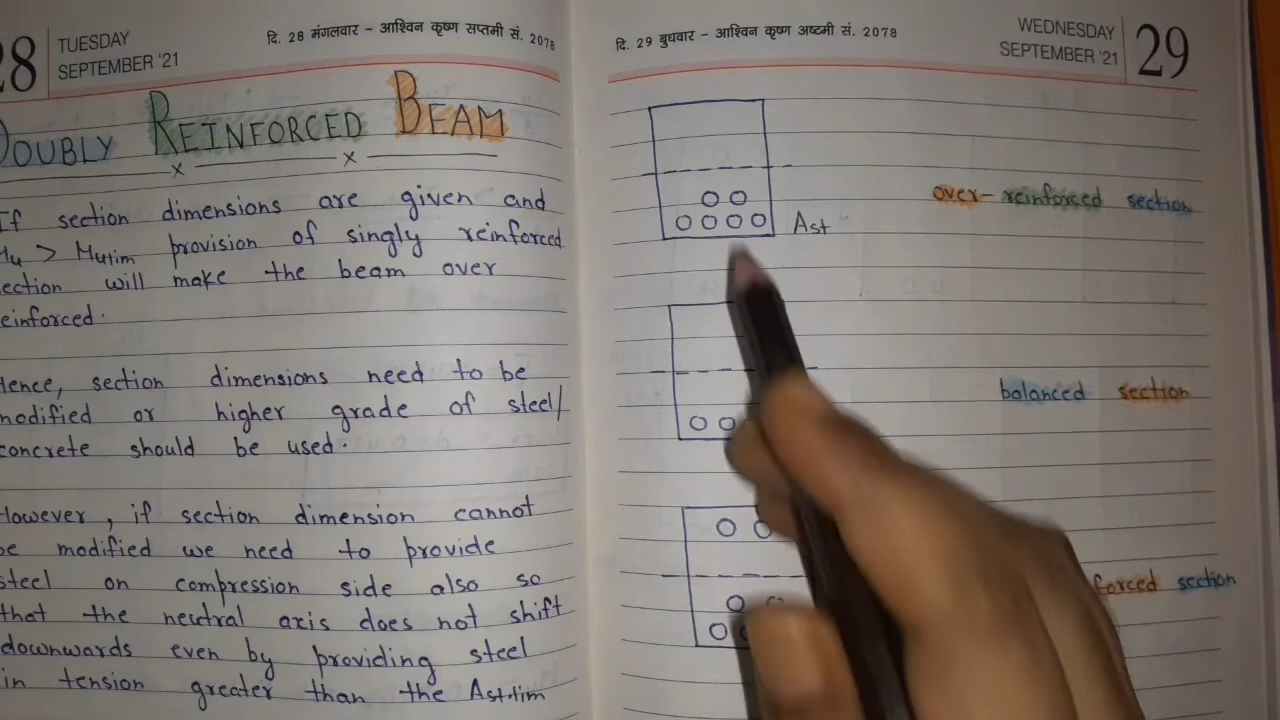 28
TUESDAY
SEPTEMBER '21
दि. 28 मंगलवार – आश्विन कृष्ण सप्तमी सं. 2078
DOUBLY REINFORCED BEAM
If section dimensions are given and
Mu > Mulim provision of singly reinforced
section will make the beam over
reinforced.
Hence, section dimensions need to be
modified or higher grade of steel/
concrete should be used.
However, if section dimension cannot
be modified we need to provide
steel on compression side also so
that the neutral axis does not shift
downwards even by providing steel
in tension greater than the Ast,lim
दि. 29 बुधवार – आश्विन कृष्ण अष्टमी सं. 2078
WEDNESDAY
SEPTEMBER '21
29
over-reinforced section
Ast
balanced section
forced section